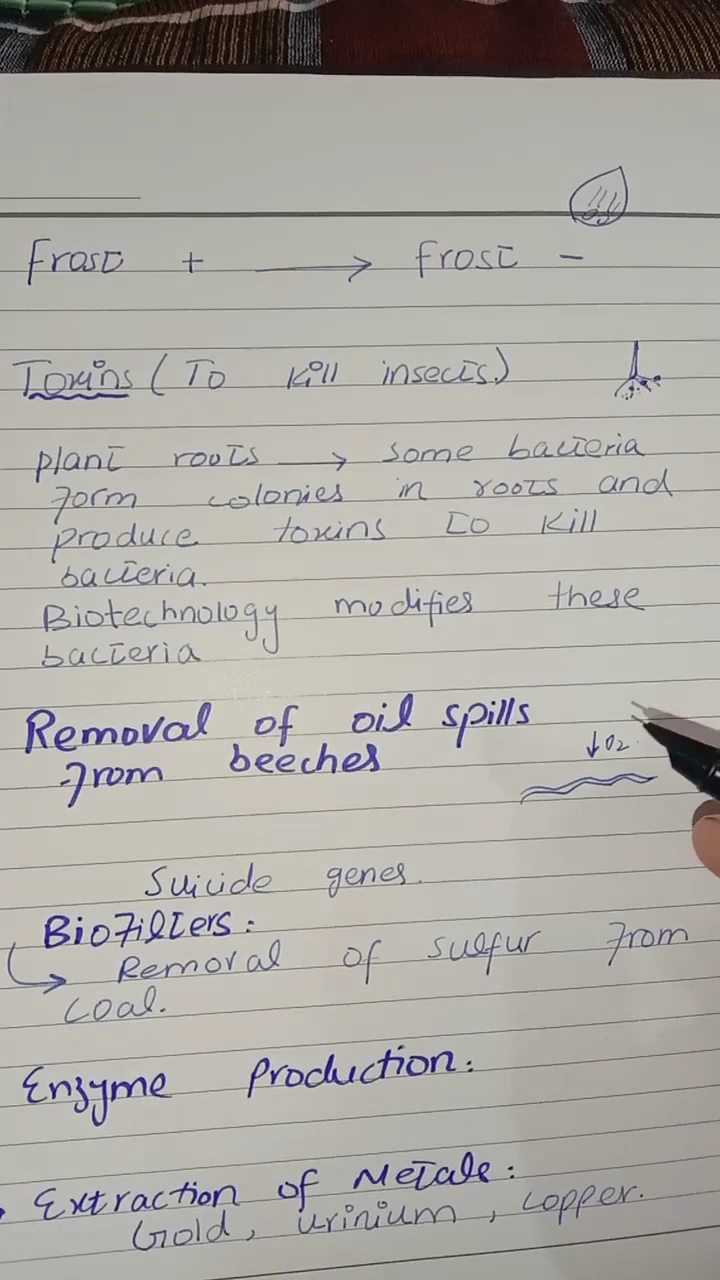 Frost + → frost -
Toxins (To kill insects)
plant roots → some bacteria
form colonies in roots and
produce toxins to kill
bacteria.
Biotechnology modifies these
bacteria
Removal of oil spills
from beeches
↓O2
Suicide genes.
BioFilters:
→ Removal of sulfur from
coal.
Enzyme Production:
Extraction of Metals:
Gold, urinium, copper.